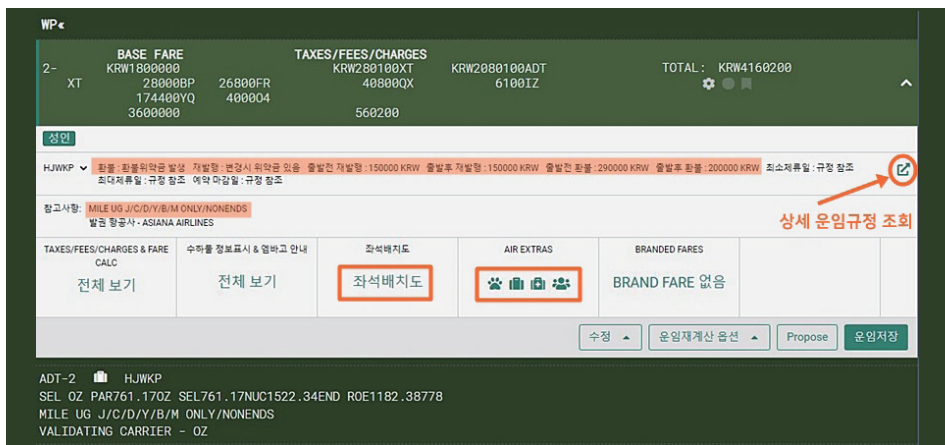 WP«
BASE FARE TAXES/FEES/CHARGES
2- KRW1800000 KRW280100XT KRW2080100ADT TOTAL: KRW4160200
XT 28000BP 26800FR 40800QX 6100IZ
174400YQ 4000O4
3600000 560200
성인
HJWKP 환불:환불위약금 발생 재발행:변경시 위약금 있음 출발전 재발행:150000 KRW 출발후 재발행:150000 KRW 출발전 환불:290000 KRW 출발후 환불:200000 KRW 최소체류일:규정 참조
최대체류일:규정 참조 예약 마감일:규정 참조
참고사항: MILE UG J/C/D/Y/B/M ONLY/NONENDS
발권 항공사 - ASIANA AIRLINES
상세 운임규정 조회
TAXES/FEES/CHARGES & FARE CALC 수하물 정보표시 & 엠바고 안내 좌석배치도 AIR EXTRAS BRANDED FARES
전체 보기 전체 보기 좌석배치도 BRAND FARE 없음
수정 운임재계산 옵션 Propose 운임저장
ADT-2 HJWKP
SEL OZ PAR761.17OZ SEL761.17NUC1522.34END ROE1182.38778
MILE UG J/C/D/Y/B/M ONLY/NONENDS
VALIDATING CARRIER - OZ